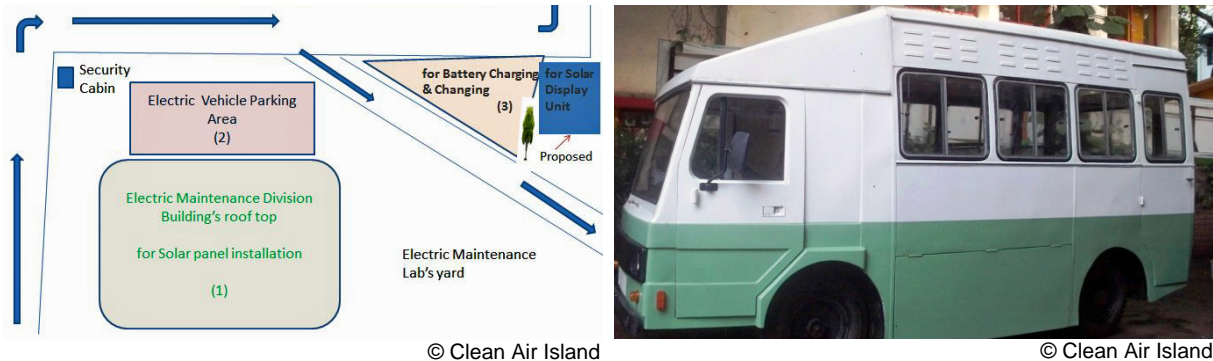 Security
Cabin
Electric Vehicle Parking
Area
(2)
for Battery Charging
& Changing
(3)
for Solar
Display
Unit
Proposed
Electric Maintenance Division
Building's roof top
for Solar panel installation
(1)
Electric Maintenance
Lab's yard
© Clean Air Island
© Clean Air Island